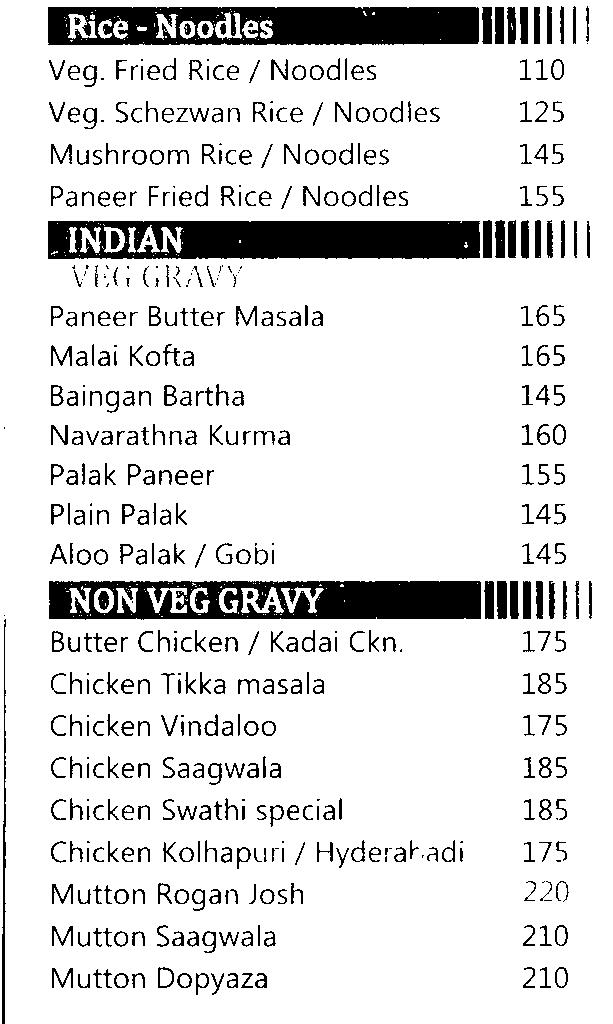 Rice - Noodles
Veg. Fried Rice / Noodles 110
Veg. Schezwan Rice / Noodles 125
Mushroom Rice / Noodles 145
Paneer Fried Rice / Noodles 155
INDIAN
VEG GRAVY
Paneer Butter Masala 165
Malai Kofta 165
Baingan Bartha 145
Navarathna Kurma 160
Palak Paneer 155
Plain Palak 145
Aloo Palak / Gobi 145
NON VEG GRAVY
Butter Chicken / Kadai Ckn. 175
Chicken Tikka masala 185
Chicken Vindaloo 175
Chicken Saagwala 185
Chicken Swathi special 185
Chicken Kolhapuri / Hyderabadi 175
Mutton Rogan Josh 220
Mutton Saagwala 210
Mutton Dopyaza 210